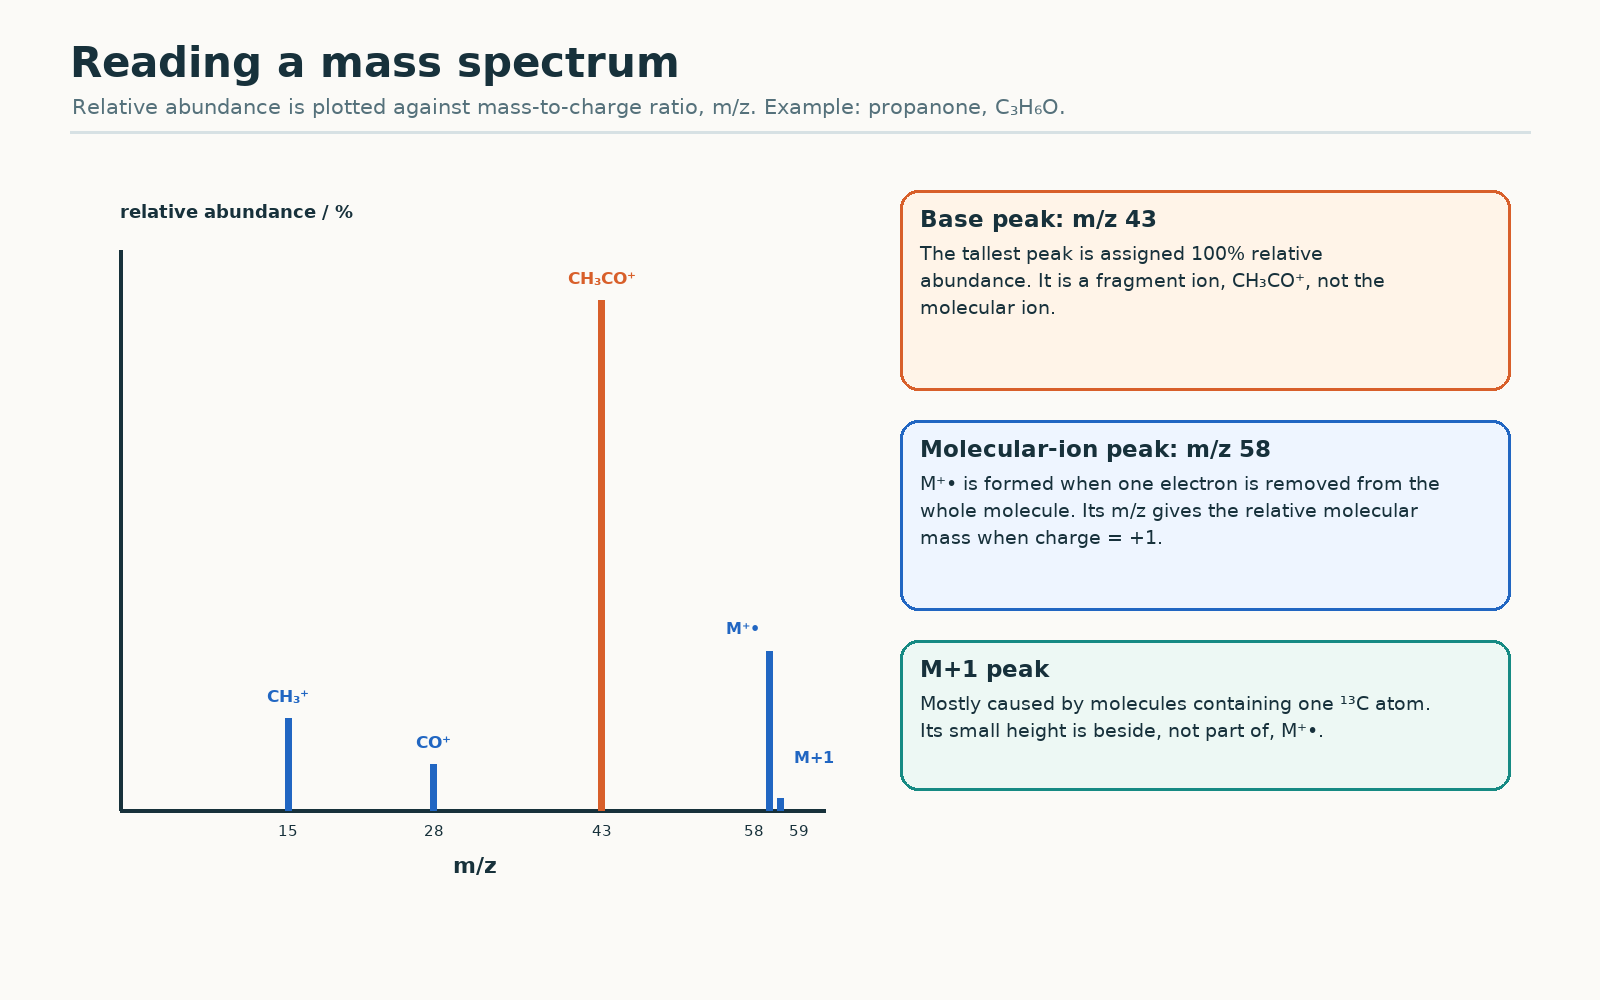 Reading a mass spectrum
Relative abundance is plotted against mass-to-charge ratio, m/z. Example: propanone, C₃H₆O.
relative abundance / %
CH₃CO⁺
M⁺•
CH₃⁺
CO⁺
M+1
15
28
43
58
59
m/z
Base peak: m/z 43
The tallest peak is assigned 100% relative
abundance. It is a fragment ion, CH₃CO⁺, not the
molecular ion.
Molecular-ion peak: m/z 58
M⁺• is formed when one electron is removed from the
whole molecule. Its m/z gives the relative molecular
mass when charge = +1.
M+1 peak
Mostly caused by molecules containing one ¹³C atom.
Its small height is beside, not part of, M⁺•.